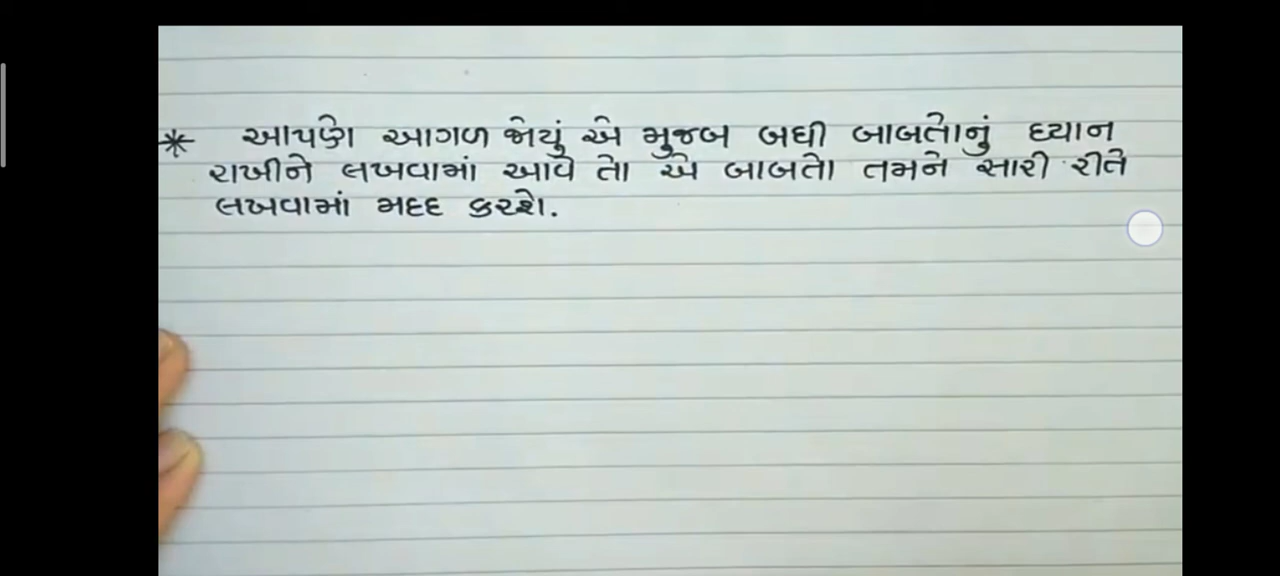 * આપણે આગળ જોયું એ મુજબ બધી બાબતોનું ધ્યાન
રાખીને લખવામાં આવે તો એ બાબતો તમને સારી રીતે
લખવામાં મદદ કરશે.